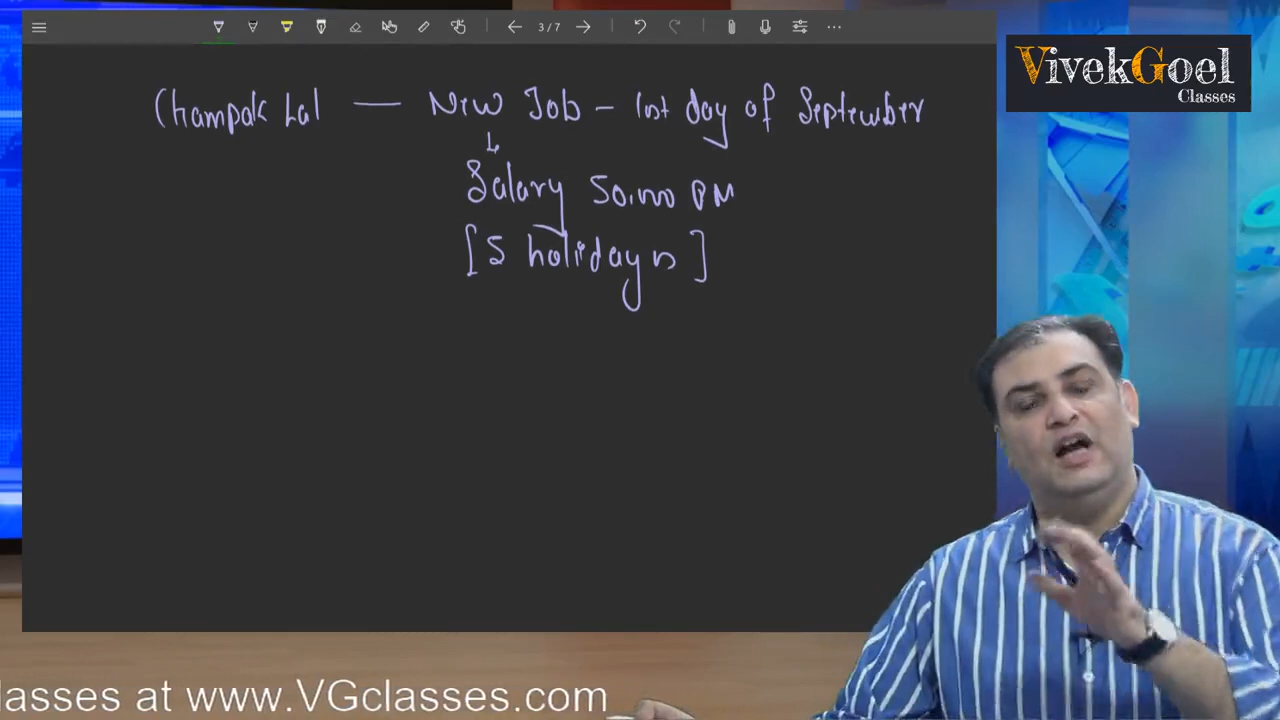 3/7
VivekGoel
Classes
Champak Lal — New Job - 1st day of September
Salary 50,000 PM
[5 holidays]
lasses at www.VGclasses.com